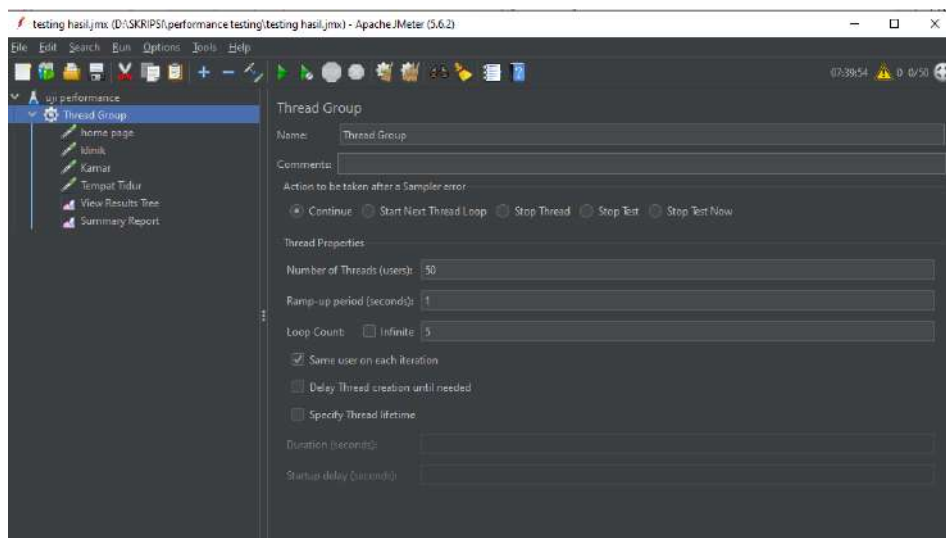 testing hasil.jmx (D:\SKRIPSI\performance testing\testing hasil.jmx) - Apache JMeter (5.6.2)
File Edit Search Run Options Tools Help
07:39:54 0 0/50
uji performance
Thread Group
home page
klinik
Kamar
Tempat Tidur
View Results Tree
Summary Report
Thread Group
Name: Thread Group
Comments:
Action to be taken after a Sampler error
Continue Start Next Thread Loop Stop Thread Stop Test Stop Test Now
Thread Properties
Number of Threads (users): 50
Ramp-up period (seconds): 1
Loop Count: Infinite 5
Same user on each iteration
Delay Thread creation until needed
Specify Thread lifetime
Duration (seconds):
Startup delay (seconds):